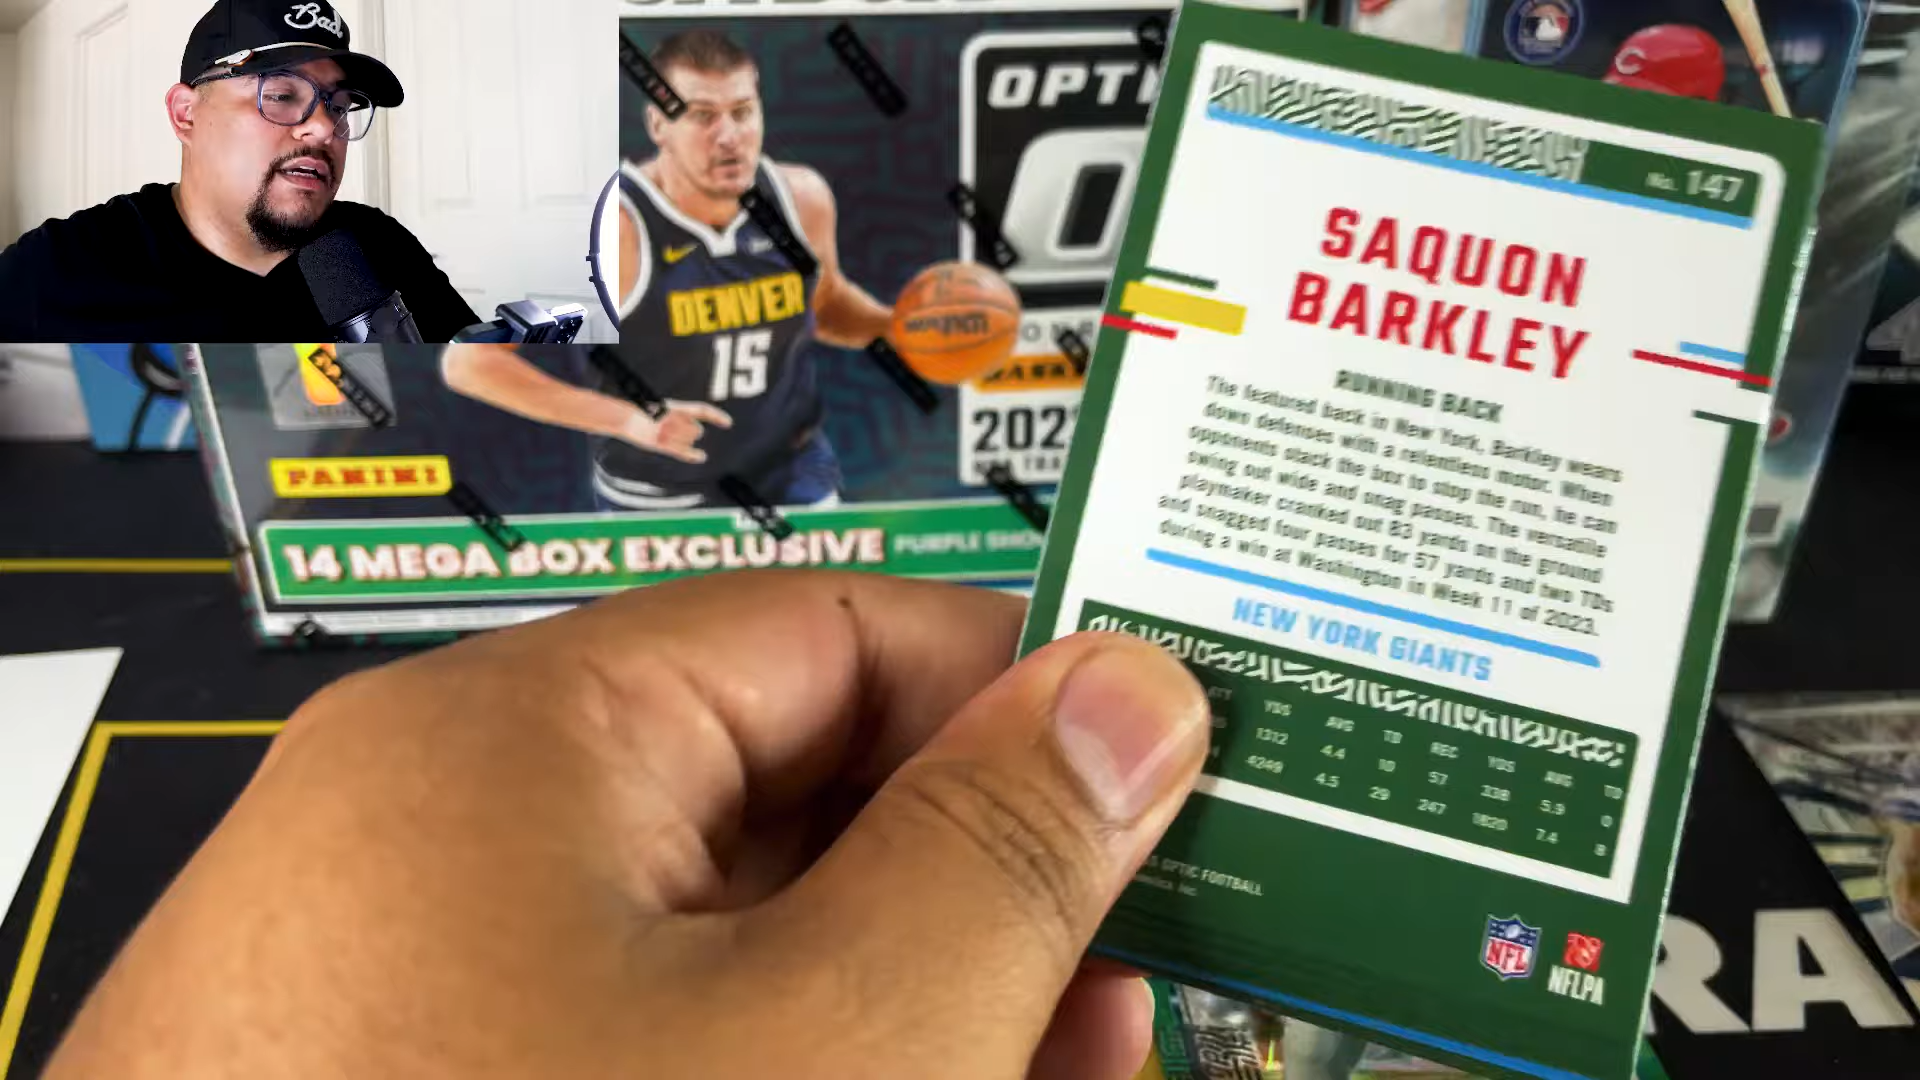 Bad
OPTI
DENVER
15
202
PANINI
14 MEGA BOX EXCLUSIVE PURPLE SHO
No. 147
SAQUON
BARKLEY
RUNNING BACK
The featured back in New York, Barkley wears
down defenses with a relentless motor. When
opponents stack the box to stop the run, he can
swing out wide and snag passes. The versatile
playmaker cranked out 83 yards on the ground
and snagged four passes for 57 yards and two TDs
during a win at Washington in Week 11 of 2023.
NEW YORK GIANTS
YDS AVG TD REC YDS AVG TD
1312 4.4 10 57 338 5.9 0
4249 4.5 29 247 1820 7.4 8
OPTIC FOOTBALL
NFL
NFLPA
C
RA